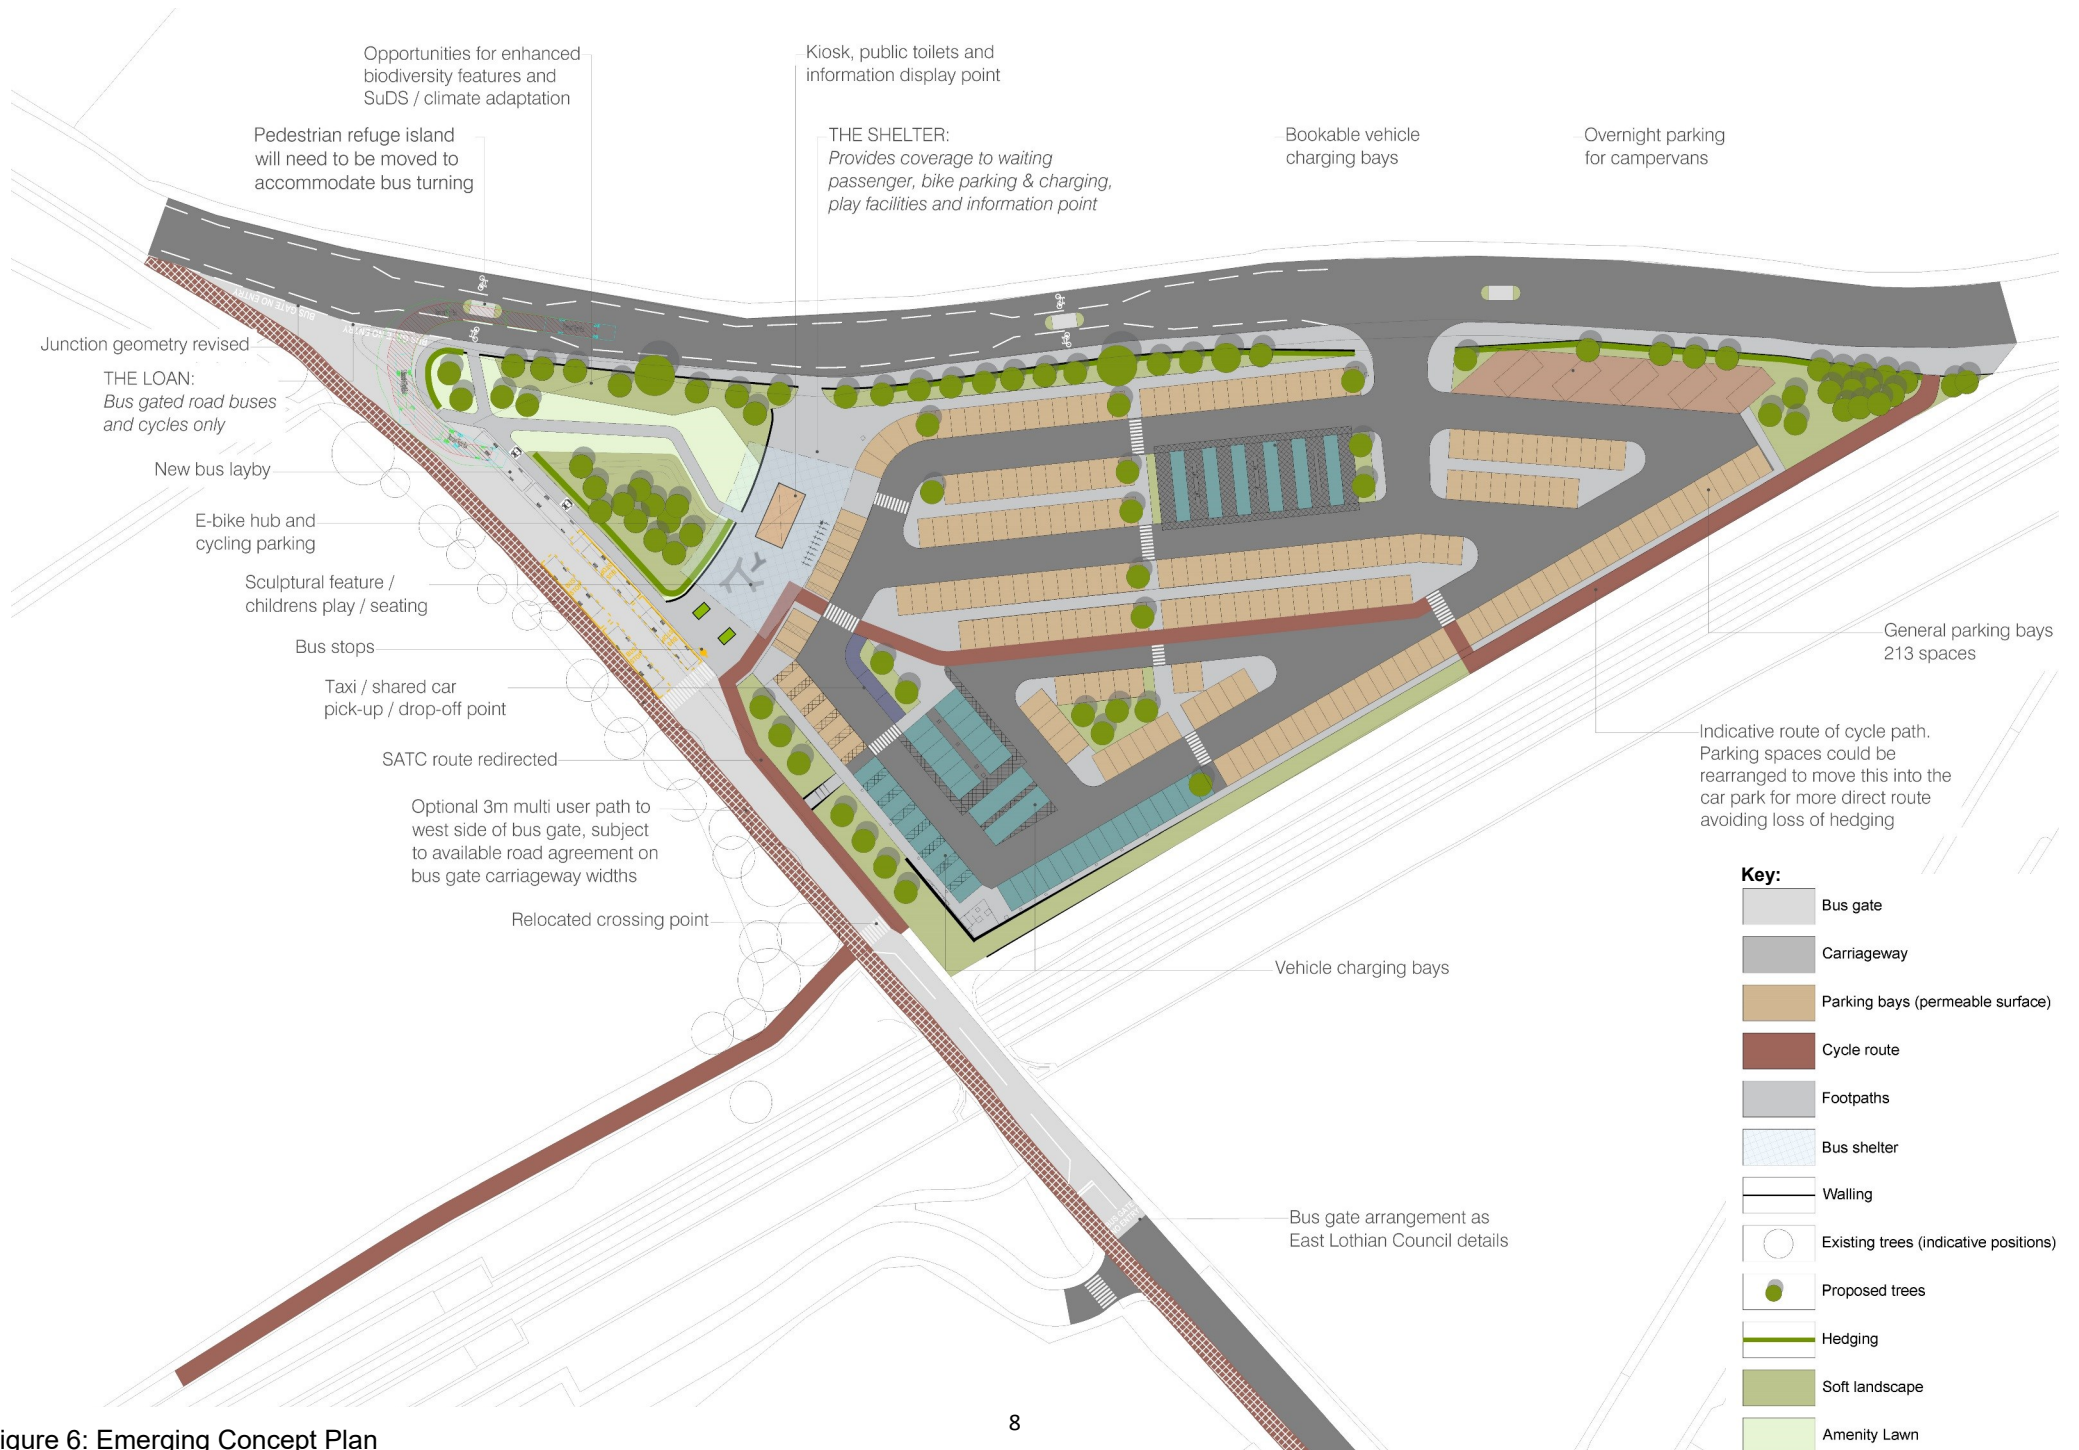 Opportunities for enhanced
biodiversity features and
SuDS / climate adaptation
Kiosk, public toilets and
information display point
Pedestrian refuge island
will need to be moved to
accommodate bus turning
THE SHELTER:
Provides coverage to waiting
passenger, bike parking & charging,
play facilities and information point
Bookable vehicle
charging bays
Overnight parking
for campervans
BUS GATE NO ENTRY
Junction geometry revised
THE LOAN:
Bus gated road buses
and cycles only
New bus layby
E-bike hub and
cycling parking
Sculptural feature /
childrens play / seating
Bus stops
Taxi / shared car
pick-up / drop-off point
SATC route redirected
Optional 3m multi user path to
west side of bus gate, subject
to available road agreement on
bus gate carriageway widths
Relocated crossing point
General parking bays
213 spaces
Indicative route of cycle path.
Parking spaces could be
rearranged to move this into the
car park for more direct route
avoiding loss of hedging
Vehicle charging bays
Bus gate arrangement as
East Lothian Council details
BUS GATE
NO ENTRY
Key:
Bus gate
Carriageway
Parking bays (permeable surface)
Cycle route
Footpaths
Bus shelter
Walling
Existing trees (indicative positions)
Proposed trees
Hedging
Soft landscape
Amenity Lawn
8
igure 6: Emerging Concept Plan